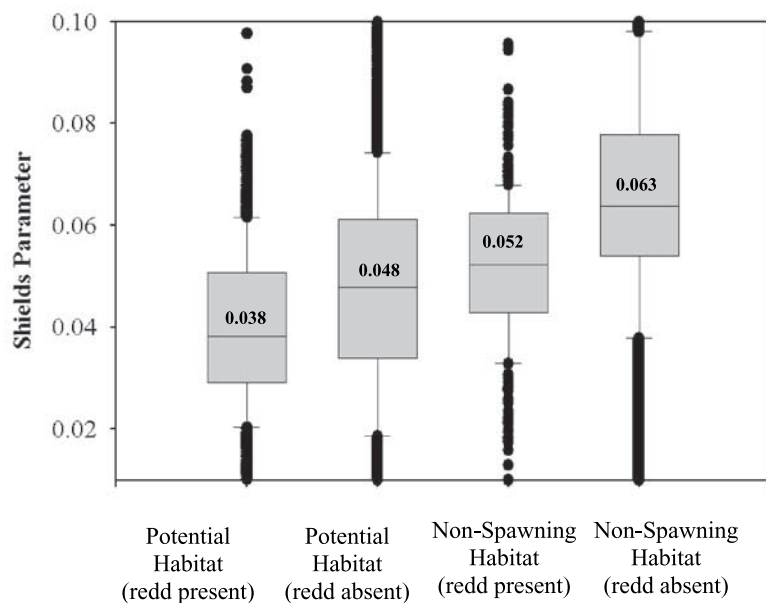 0.10
0.08
0.06
0.04
0.02
Shields Parameter
0.038
0.048
0.052
0.063
Potential
Habitat
(redd present)
Potential
Habitat
(redd absent)
Non-Spawning
Habitat
(redd present)
Non-Spawning
Habitat
(redd absent)